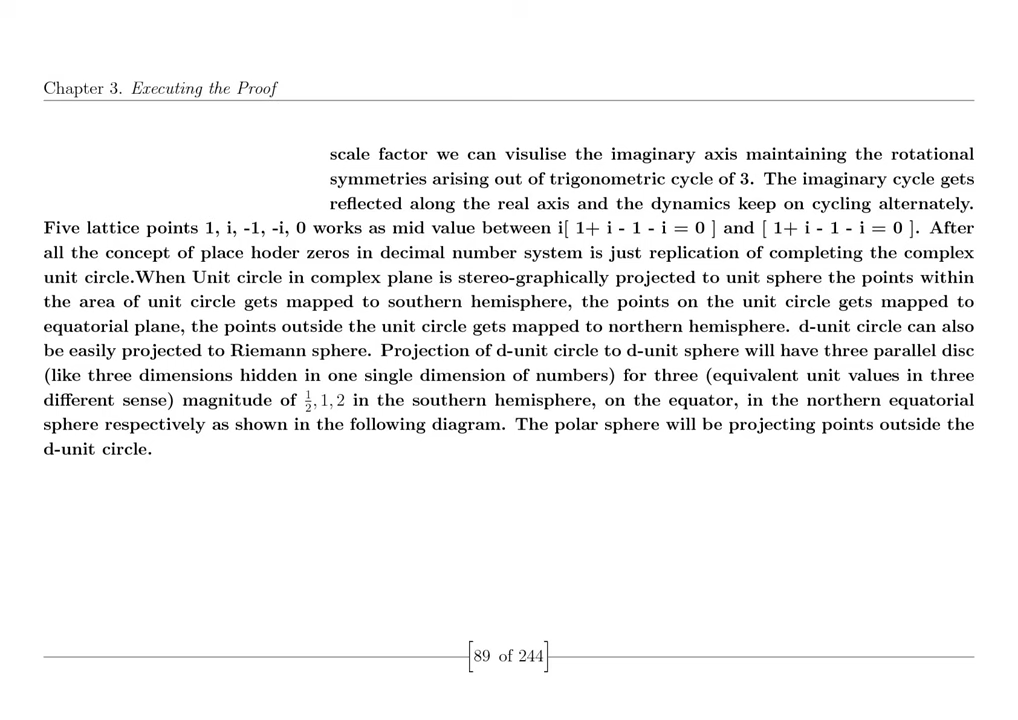 Chapter 3. Executing the Proof
scale factor we can visulise the imaginary axis maintaining the rotational
symmetries arising out of trigonometric cycle of 3. The imaginary cycle gets
reflected along the real axis and the dynamics keep on cycling alternately.
Five lattice points 1, i, -1, -i, 0 works as mid value between i[ 1+ i - 1 - i = 0 ] and [ 1+ i - 1 - i = 0 ]. After
all the concept of place hoder zeros in decimal number system is just replication of completing the complex
unit circle.When Unit circle in complex plane is stereo-graphically projected to unit sphere the points within
the area of unit circle gets mapped to southern hemisphere, the points on the unit circle gets mapped to
equatorial plane, the points outside the unit circle gets mapped to northern hemisphere. d-unit circle can also
be easily projected to Riemann sphere. Projection of d-unit circle to d-unit sphere will have three parallel disc
(like three dimensions hidden in one single dimension of numbers) for three (equivalent unit values in three
different sense) magnitude of 1/2, 1, 2 in the southern hemisphere, on the equator, in the northern equatorial
sphere respectively as shown in the following diagram. The polar sphere will be projecting points outside the
d-unit circle.
[89 of 244]